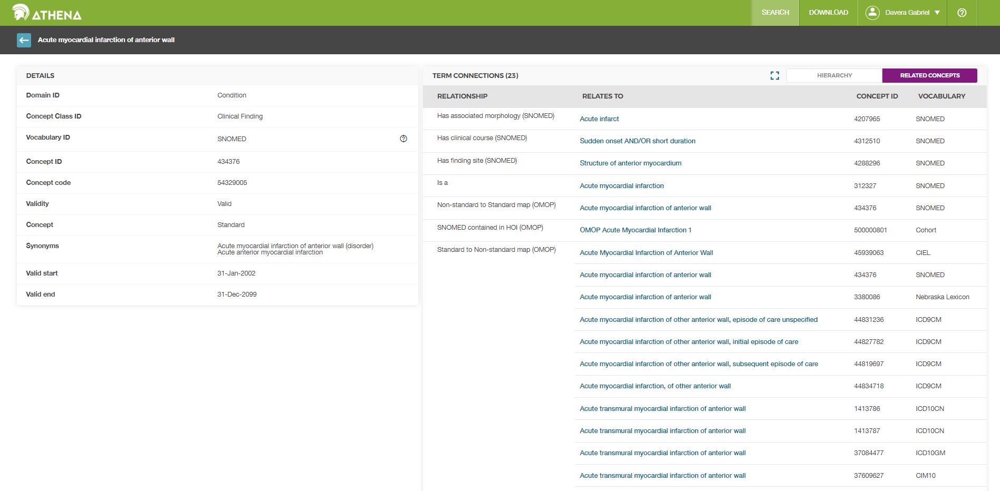 ATHENA
SEARCH
DOWNLOAD
Davera Gabriel
Acute myocardial infarction of anterior wall
DETAILS
Domain ID Condition
Concept Class ID Clinical Finding
Vocabulary ID SNOMED
Concept ID 434376
Concept code 54329005
Validity Valid
Concept Standard
Synonyms Acute myocardial infarction of anterior wall (disorder)
Acute anterior myocardial infarction
Valid start 31-Jan-2002
Valid end 31-Dec-2099
TERM CONNECTIONS (23)
HIERARCHY
RELATED CONCEPTS
RELATIONSHIP RELATES TO CONCEPT ID VOCABULARY
Has associated morphology (SNOMED) Acute infarct 4207965 SNOMED
Has clinical course (SNOMED) Sudden onset AND/OR short duration 4312510 SNOMED
Has finding site (SNOMED) Structure of anterior myocardium 4288296 SNOMED
Is a Acute myocardial infarction 312327 SNOMED
Non-standard to Standard map (OMOP) Acute myocardial infarction of anterior wall 434376 SNOMED
SNOMED contained in HOI (OMOP) OMOP Acute Myocardial Infarction 1 500000801 Cohort
Standard to Non-standard map (OMOP) Acute Myocardial Infarction of Anterior Wall 45939063 CIEL
Acute myocardial infarction of anterior wall 434376 SNOMED
Acute myocardial infarction of anterior wall 3380086 Nebraska Lexicon
Acute myocardial infarction of other anterior wall, episode of care unspecified 44831236 ICD9CM
Acute myocardial infarction of other anterior wall, initial episode of care 44827782 ICD9CM
Acute myocardial infarction of other anterior wall, subsequent episode of care 44819697 ICD9CM
Acute myocardial infarction, of other anterior wall 44834718 ICD9CM
Acute transmural myocardial infarction of anterior wall 1413786 ICD10CN
Acute transmural myocardial infarction of anterior wall 1413787 ICD10CN
Acute transmural myocardial infarction of anterior wall 37084477 ICD10GM
Acute transmural myocardial infarction of anterior wall 37609627 CIM10